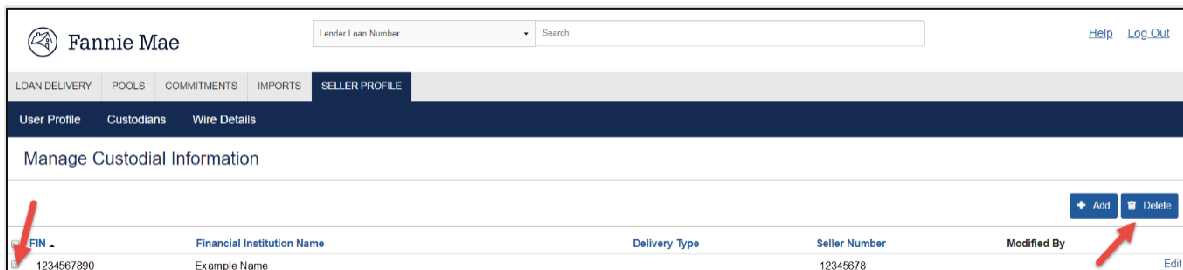 Fannie Mae
Lender Loan Number
Search
Help Log Out
LOAN DELIVERY POOLS COMMITMENTS IMPORTS SELLER PROFILE
User Profile Custodians Wire Details
Manage Custodial Information
Add Delete
FIN Financial Institution Name Delivery Type Seller Number Modified By
1234567890 Example Name 12345678 Edit